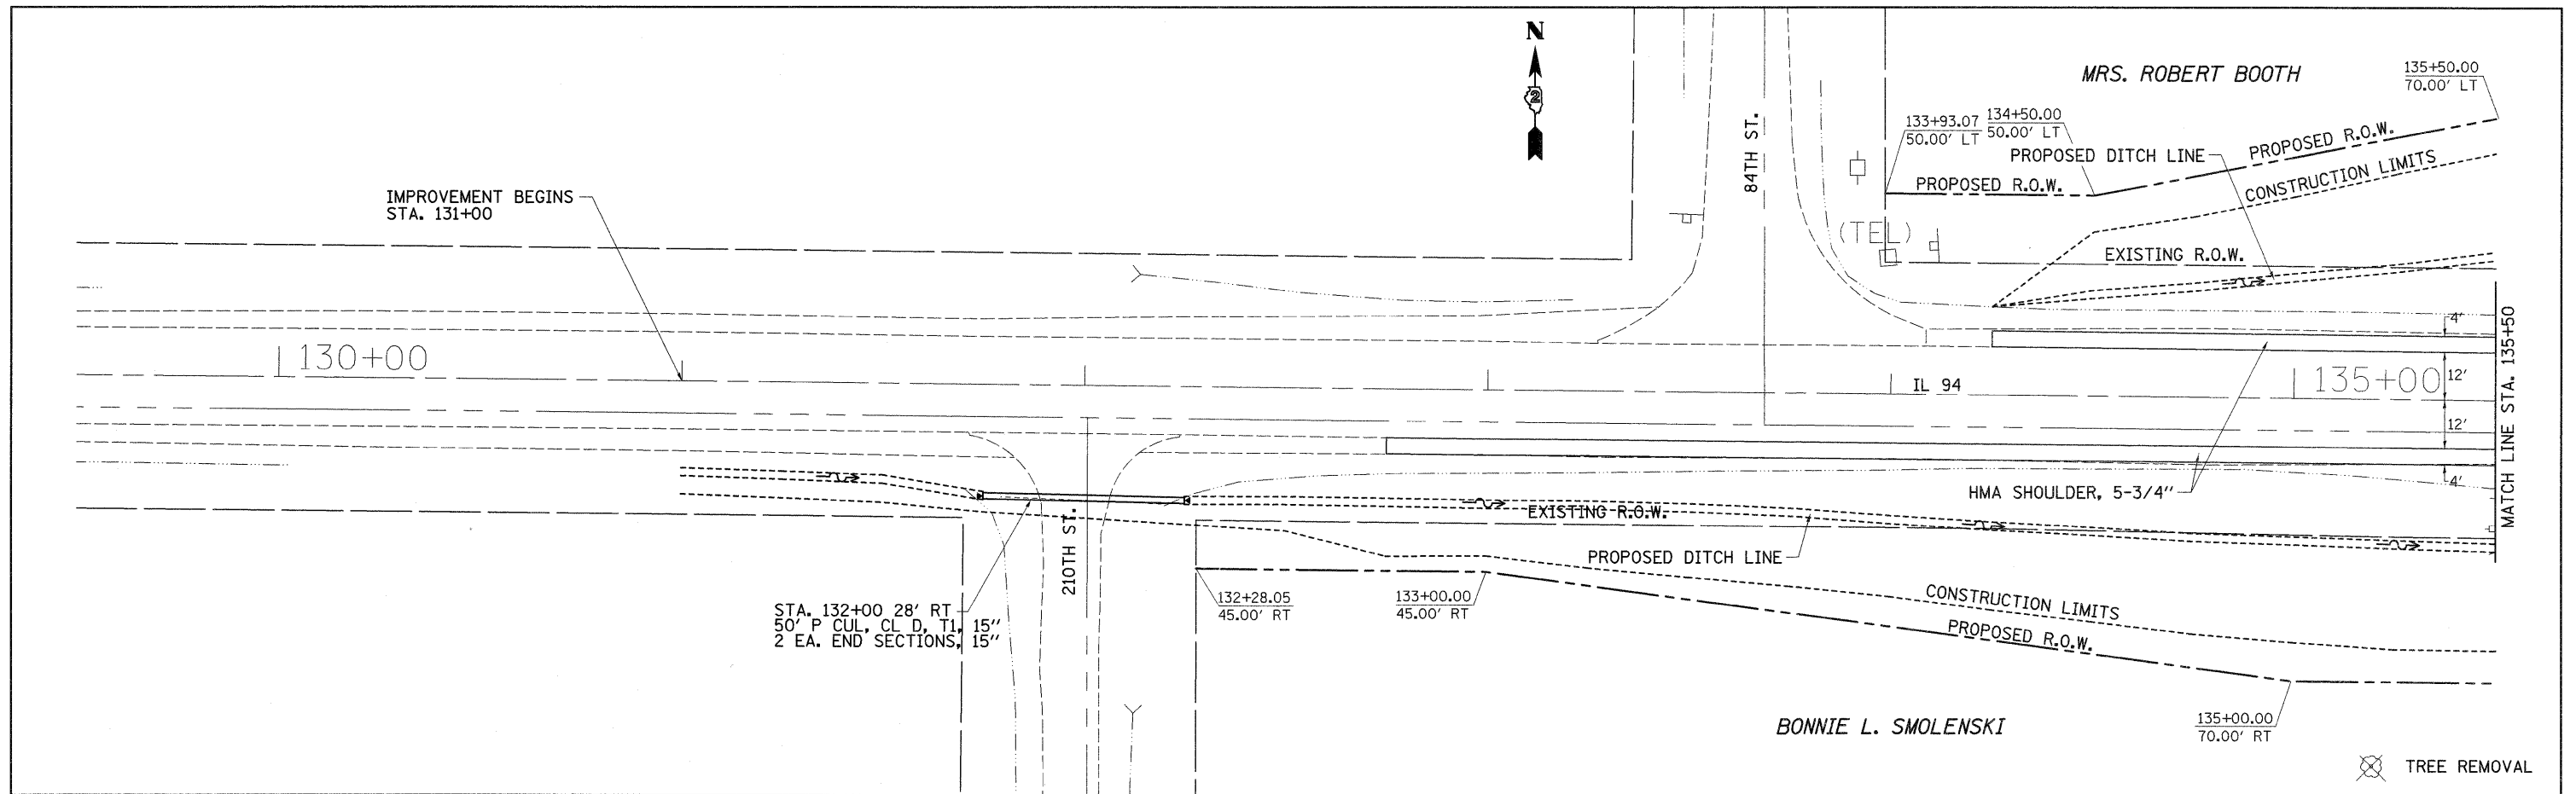 N
2
MRS. ROBERT BOOTH
135+50.00
70.00' LT
133+93.07
50.00' LT
134+50.00
50.00' LT
PROPOSED DITCH LINE
PROPOSED R.O.W.
PROPOSED R.O.W.
CONSTRUCTION LIMITS
84TH ST.
(TEL)
EXISTING R.O.W.
IMPROVEMENT BEGINS
STA. 131+00
130+00
IL 94
135+00
4'
12'
12'
4'
MATCH LINE STA. 135+50
HMA SHOULDER, 5-3/4"
EXISTING R.O.W.
PROPOSED DITCH LINE
210TH ST.
STA. 132+00 28' RT
50' P CUL, CL D, T1, 15"
2 EA. END SECTIONS, 15"
132+28.05
45.00' RT
133+00.00
45.00' RT
CONSTRUCTION LIMITS
PROPOSED R.O.W.
BONNIE L. SMOLENSKI
135+00.00
70.00' RT
TREE REMOVAL